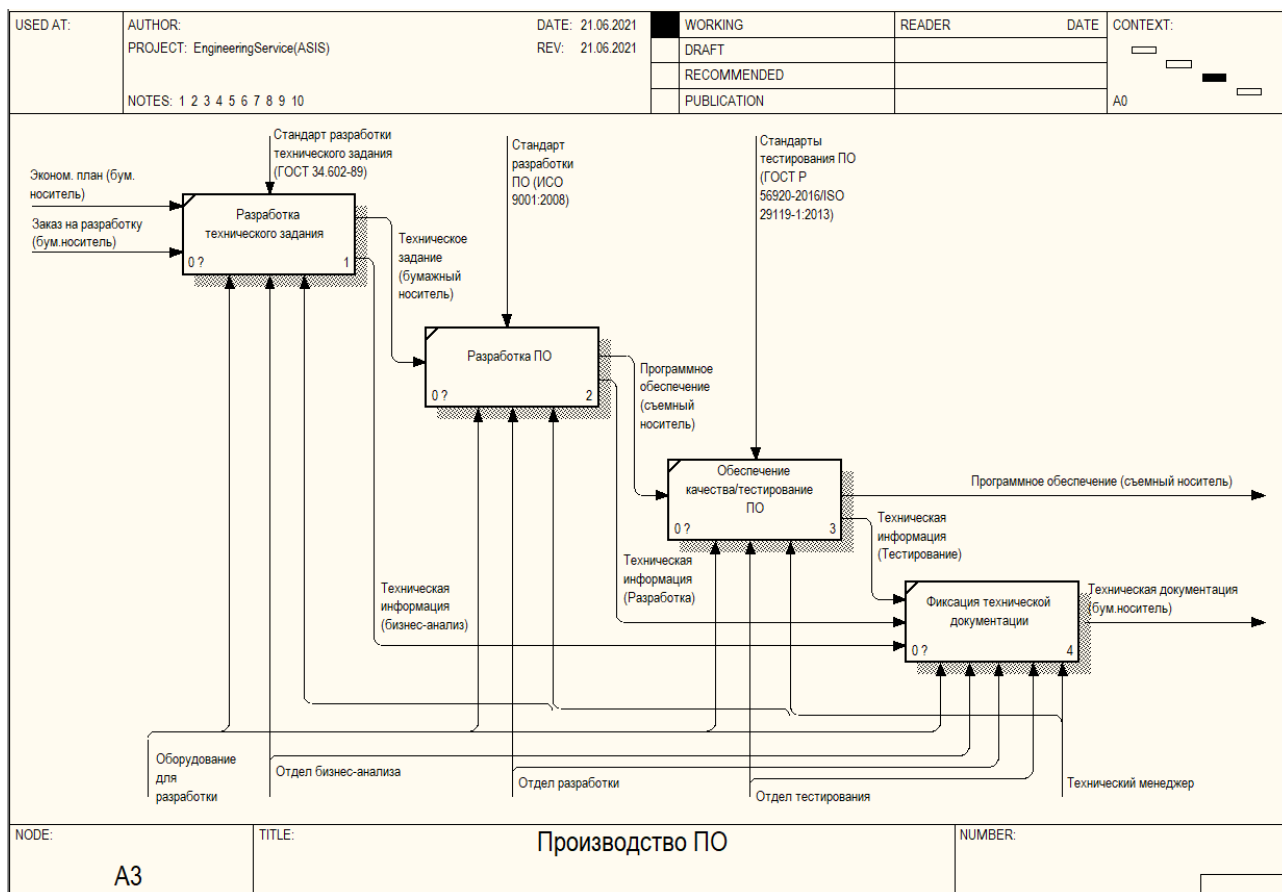 USED AT:
AUTHOR:
DATE: 21.06.2021
WORKING
READER
DATE
CONTEXT:
PROJECT: EngineeringService(ASIS)
REV: 21.06.2021
DRAFT
RECOMMENDED
NOTES: 1 2 3 4 5 6 7 8 9 10
PUBLICATION
A0
Стандарт разработки
технического задания
(ГОСТ 34.602-89)
Стандарт
разработки
ПО (ИСО
9001:2008)
Стандарты
тестирования ПО
(ГОСТ Р
56920-2016/ISO
29119-1:2013)
Эконом. план (бум.
носитель)
Заказ на разработку
(бум.носитель)
Разработка
технического задания
0 ?
1
Техническое
задание
(бумажный
носитель)
Разработка ПО
0 ?
2
Программное
обеспечение
(съемный
носитель)
Обеспечение
качества/тестирование
ПО
0 ?
3
Программное обеспечение (съемный носитель)
Техническая
информация
(Тестирование)
Техническая
информация
(Разработка)
Техническая
информация
(бизнес-анализ)
Фиксация технической
документации
0 ?
4
Техническая документация
(бум.носитель)
Оборудование
для
разработки
Отдел бизнес-анализа
Отдел разработки
Отдел тестирования
Технический менеджер
NODE:
TITLE:
NUMBER:
A3
Производство ПО